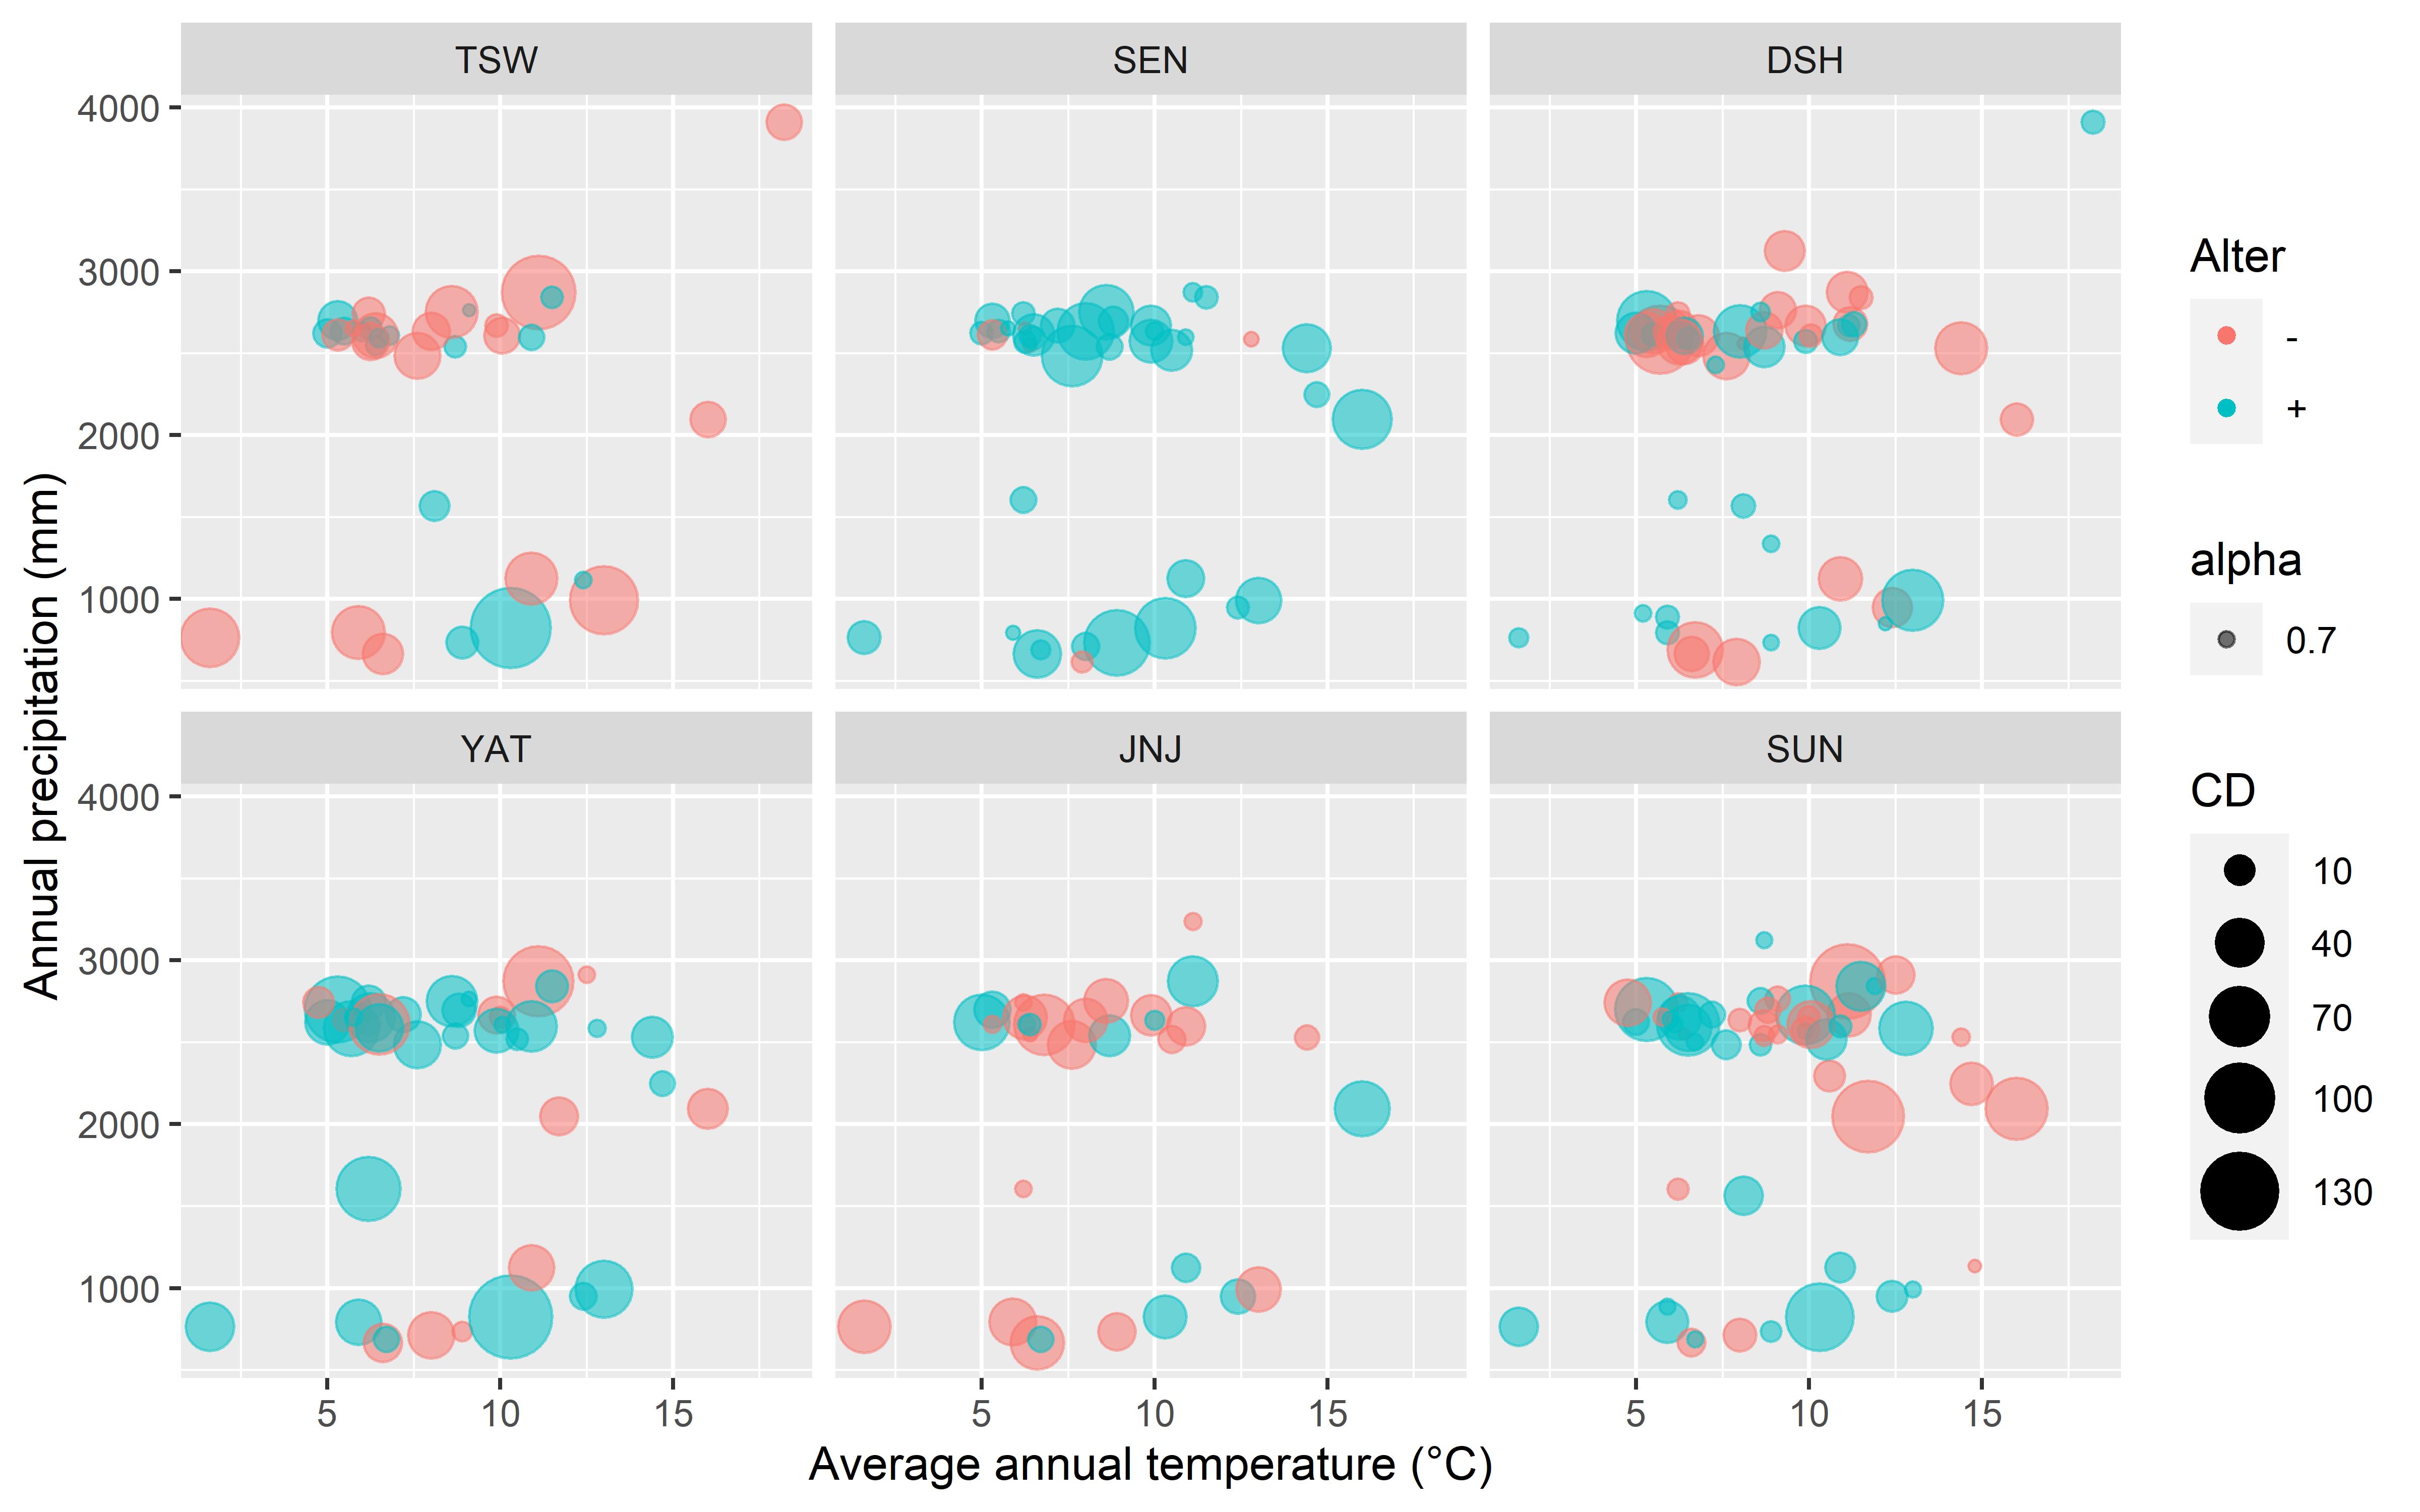 TSW SEN DSH
4000
3000
2000
1000
YAT JNJ SUN
4000
3000
2000
1000
5 10 15 5 10 15 5 10 15
Average annual temperature (°C)
Annual precipitation (mm)
Alter
-
+
alpha
0.7
CD
10
40
70
100
130